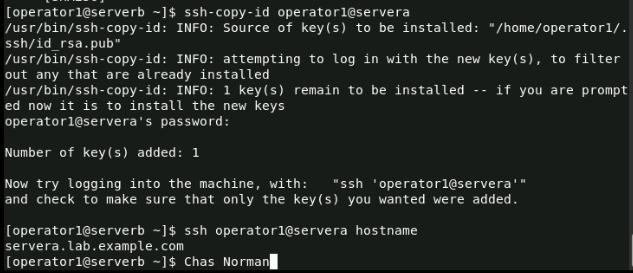 [operator1@serverb ~]$ ssh-copy-id operator1@servera
/usr/bin/ssh-copy-id: INFO: Source of key(s) to be installed: "/home/operator1/.
ssh/id_rsa.pub"
/usr/bin/ssh-copy-id: INFO: attempting to log in with the new key(s), to filter
out any that are already installed
/usr/bin/ssh-copy-id: INFO: 1 key(s) remain to be installed -- if you are prompt
ed now it is to install the new keys
operator1@servera's password:
Number of key(s) added: 1
Now try logging into the machine, with:   "ssh 'operator1@servera'"
and check to make sure that only the key(s) you wanted were added.
[operator1@serverb ~]$ ssh operator1@servera hostname
servera.lab.example.com
[operator1@serverb ~]$ Chas Norman